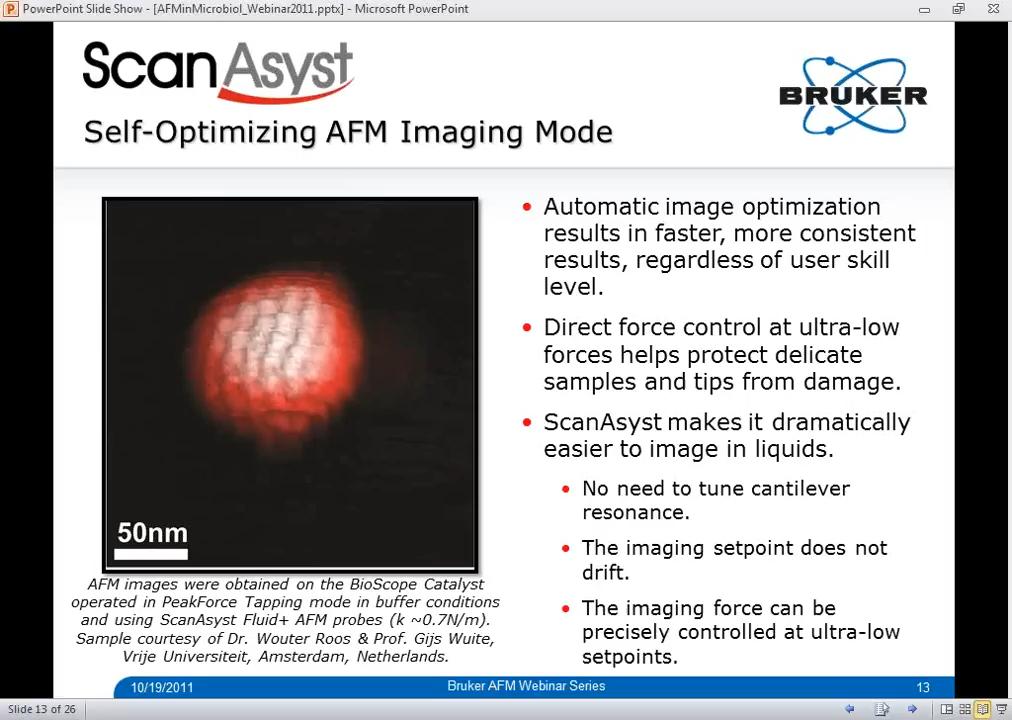 PowerPoint Slide Show - [AFMinMicrobiol_Webinar2011.pptx] - Microsoft PowerPoint
ScanAsyst
BRUKER
Self-Optimizing AFM Imaging Mode
50nm
AFM images were obtained on the BioScope Catalyst
operated in PeakForce Tapping mode in buffer conditions
and using ScanAsyst Fluid+ AFM probes (k ~0.7N/m).
Sample courtesy of Dr. Wouter Roos & Prof. Gijs Wuite,
Vrije Universiteit, Amsterdam, Netherlands.
• Automatic image optimization
results in faster, more consistent
results, regardless of user skill
level.
• Direct force control at ultra-low
forces helps protect delicate
samples and tips from damage.
• ScanAsyst makes it dramatically
easier to image in liquids.
• No need to tune cantilever
resonance.
• The imaging setpoint does not
drift.
• The imaging force can be
precisely controlled at ultra-low
setpoints.
10/19/2011
Bruker AFM Webinar Series
13
Slide 13 of 26